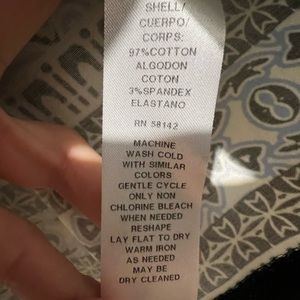 SHELL/
CUERPO/
CORPS:
97%COTTON
ALGODON
COTON
3%SPANDEX
ELASTANO
RN 58142
MACHINE
WASH COLD
WITH SIMILAR
COLORS
GENTLE CYCLE
ONLY NON
CHLORINE BLEACH
WHEN NEEDED
RESHAPE
LAY FLAT TO DRY
WARM IRON
AS NEEDED
MAY BE
DRY CLEANED